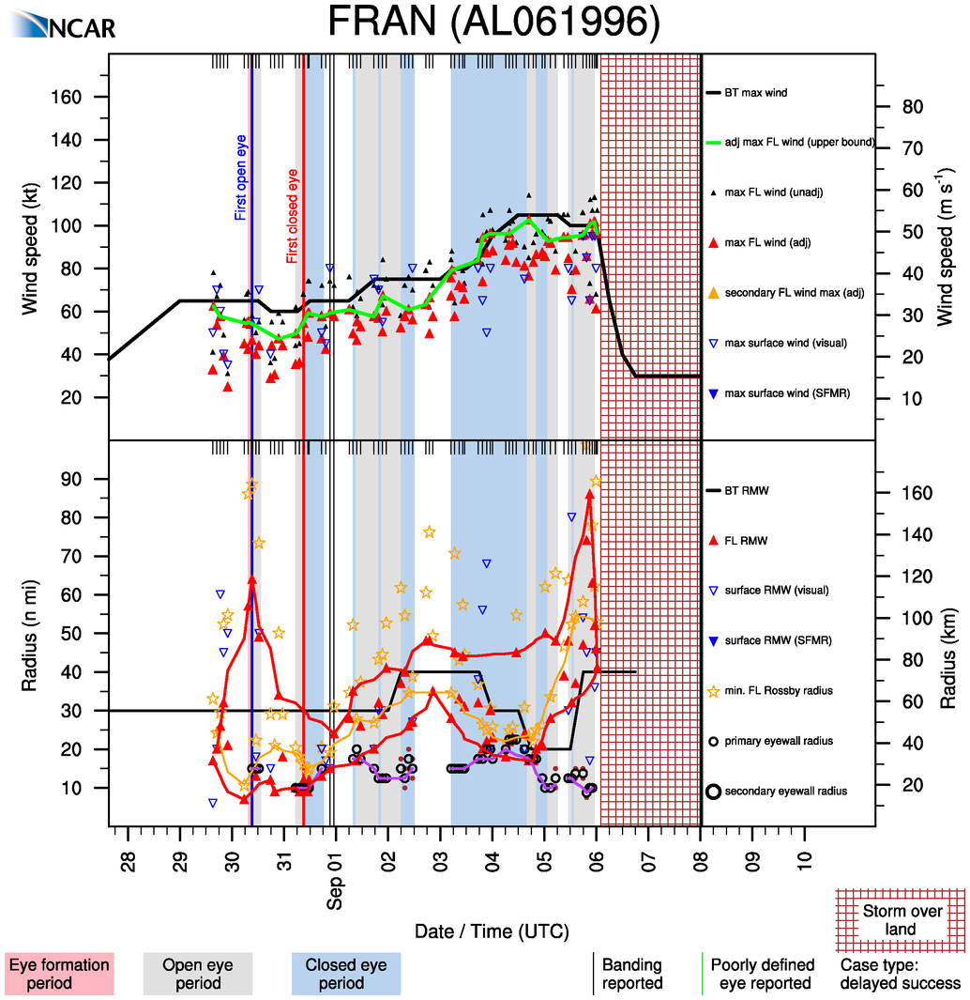 NCAR
FRAN (AL061996)
Wind speed (kt)
160
140
120
100
80
60
40
20
First open eye
First closed eye
BT max wind
adj max FL wind (upper bound)
max FL wind (unadj)
max FL wind (adj)
secondary FL wind max (adj)
max surface wind (visual)
max surface wind (SFMR)
80
70
60
50
40
30
20
10
Wind speed (m s⁻¹)
Radius (n mi)
90
80
70
60
50
40
30
20
10
BT RMW
FL RMW
surface RMW (visual)
surface RMW (SFMR)
min. FL Rossby radius
primary eyewall radius
secondary eyewall radius
160
140
120
100
80
60
40
20
Radius (km)
28
29
30
31
Sep 01
02
03
04
05
06
07
08
09
10
Date / Time (UTC)
Storm over
land
Eye formation
period
Open eye
period
Closed eye
period
Banding
reported
Poorly defined
eye reported
Case type:
delayed success